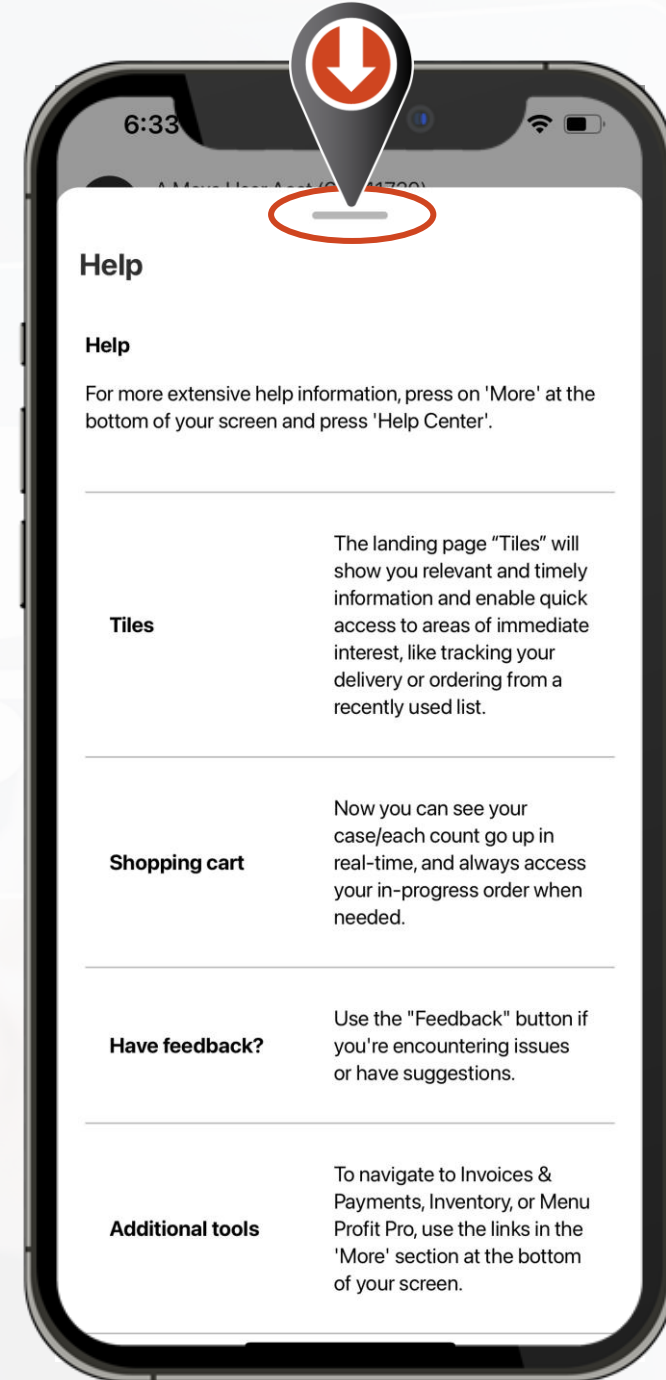 6:33
Help
Help
For more extensive help information, press on 'More' at the
bottom of your screen and press 'Help Center'.
Tiles
The landing page “Tiles” will
show you relevant and timely
information and enable quick
access to areas of immediate
interest, like tracking your
delivery or ordering from a
recently used list.
Shopping cart
Now you can see your
case/each count go up in
real-time, and always access
your in-progress order when
needed.
Have feedback?
Use the "Feedback" button if
you're encountering issues
or have suggestions.
Additional tools
To navigate to Invoices &
Payments, Inventory, or Menu
Profit Pro, use the links in the
'More' section at the bottom
of your screen.